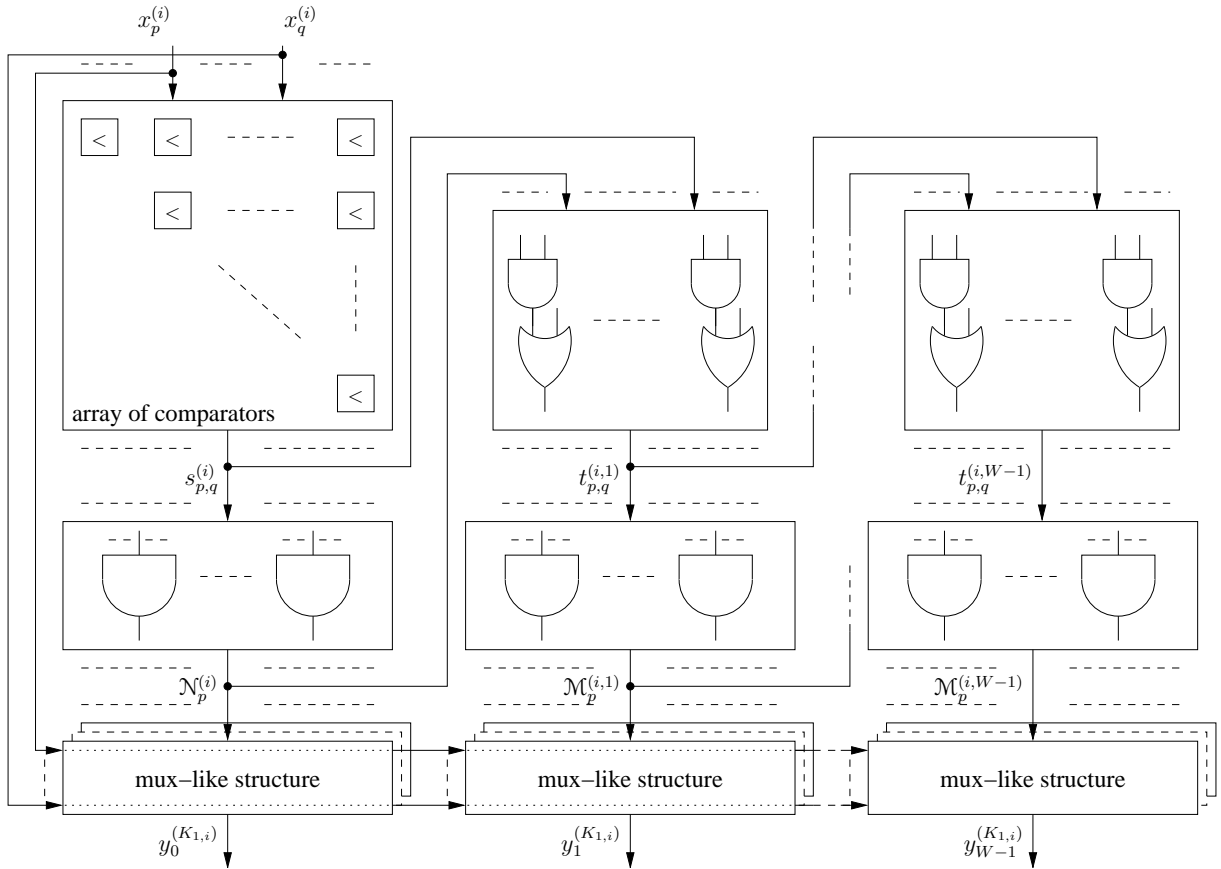 x_p^{(i)} x_q^{(i)}
< < <
< <
<
array of comparators
s_{p,q}^{(i)} t_{p,q}^{(i,1)} t_{p,q}^{(i,W−1)}
𝒩_p^{(i)} ℳ_p^{(i,1)} ℳ_p^{(i,W−1)}
mux−like structure mux−like structure mux−like structure
y_0^{(K_{1,i})} y_1^{(K_{1,i})} y_{W−1}^{(K_{1,i})}